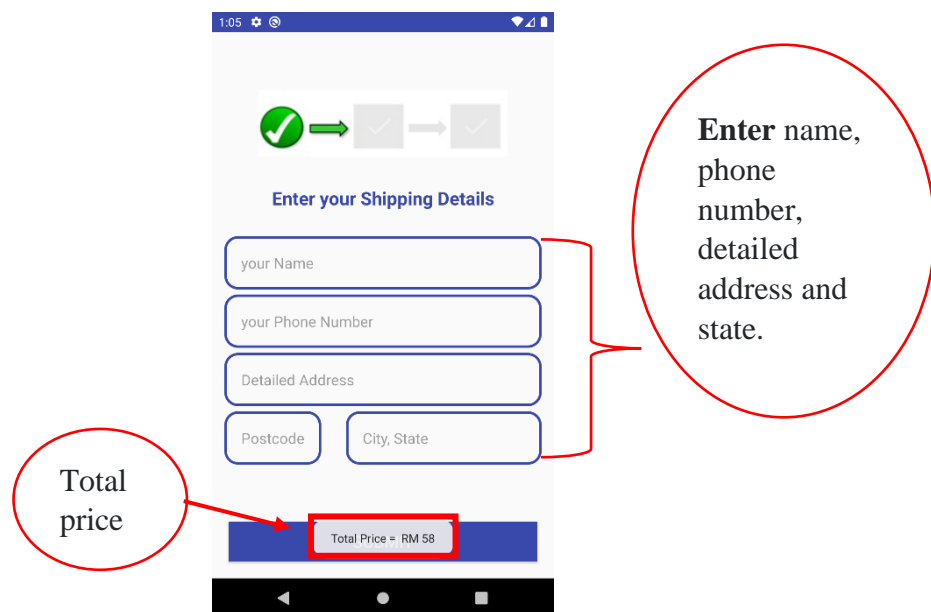 1:05
Enter your Shipping Details
your Name
your Phone Number
Detailed Address
Postcode
City, State
Total Price = RM 58
SUBMIT
Enter name,
phone
number,
detailed
address and
state.
Total
price